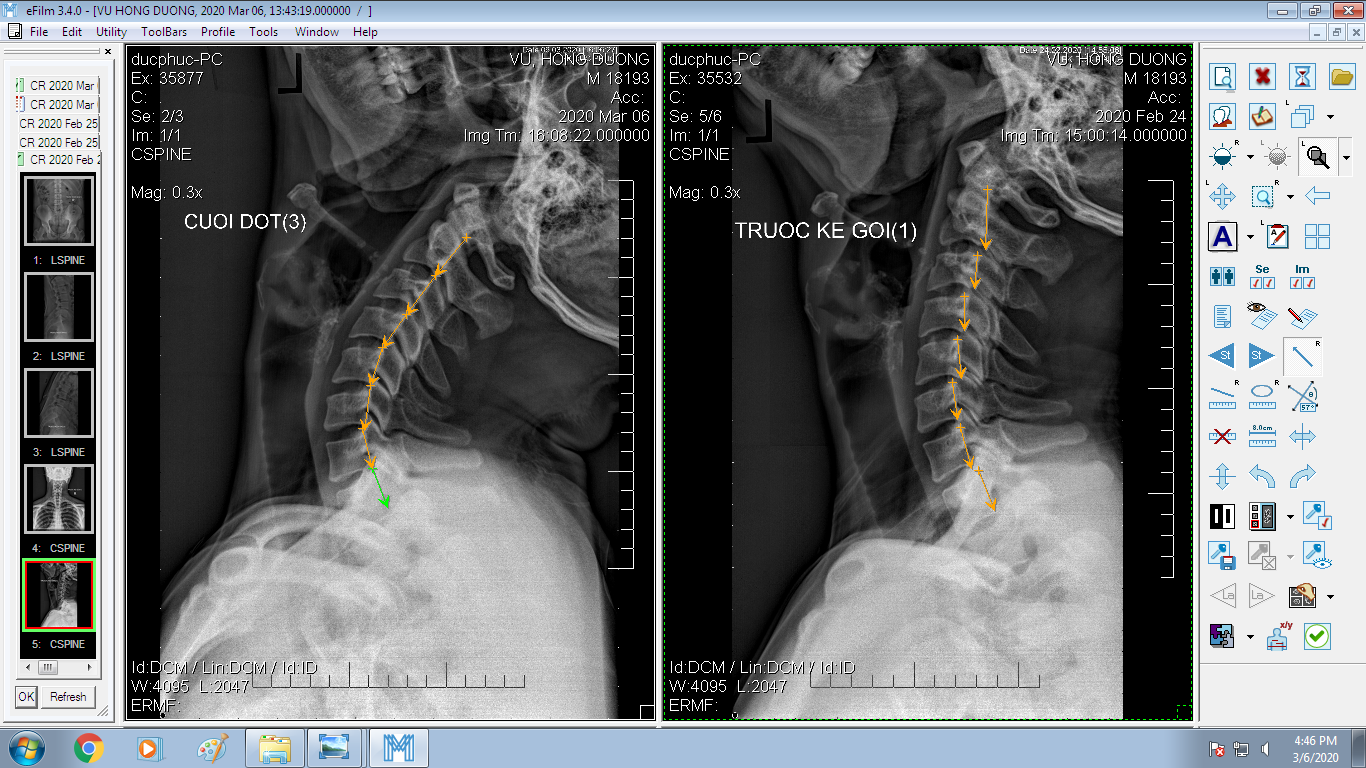 eFilm 3.4.0 - [VU HONG DUONG, 2020 Mar 06, 13:43:19.000000 / ]
File Edit Utility ToolBars Profile Tools Window Help
CR 2020 Mar
CR 2020 Mar
CR 2020 Feb 25
CR 2020 Feb 25
CR 2020 Feb 2
1: LSPINE
2: LSPINE
3: LSPINE
4: CSPINE
5: CSPINE
OK Refresh
ducphuc-PC
Ex: 35877
C:
Se: 2/3
Im: 1/1
CSPINE
Mag: 0.3x
VU, HONG DUONG
M 18193
Acc:
2020 Mar 06
Img Tm: 16:08:22.000000
CUOI DOT(3)
Id:DCM / Lin:DCM / Id:ID
W:4095 L:2047
ERMF:
ducphuc-PC
Ex: 35532
C:
Se: 5/6
Im: 1/1
CSPINE
Mag: 0.3x
VU, HONG DUONG
M 18193
Acc:
2020 Feb 24
Img Tm: 15:00:14.000000
TRUOC KE GOI(1)
Id:DCM / Lin:DCM / Id:ID
W:4095 L:2047
ERMF:
R L
L R
L R
A L
Se Im
St St R
R R θ
57°
8.0cm
La La
x/y
4:46 PM
3/6/2020